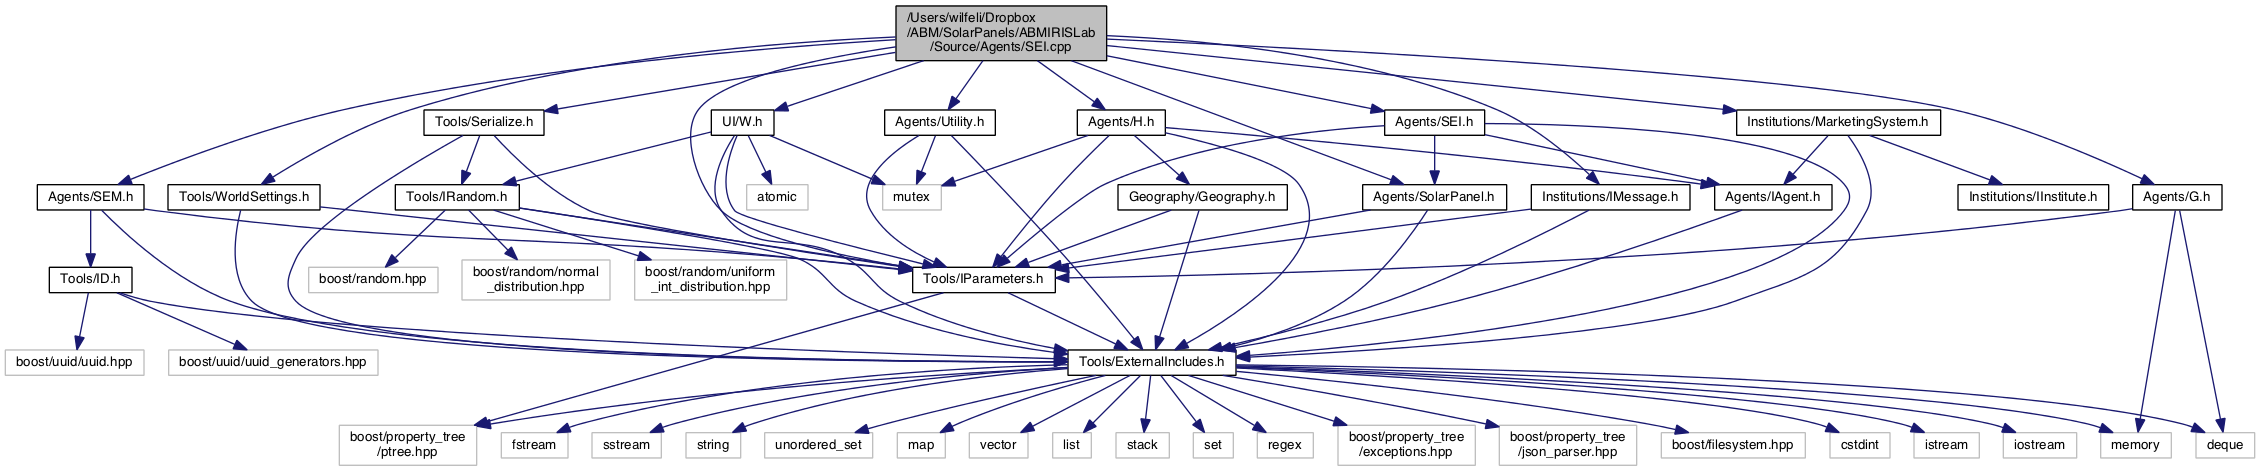 /Users/wilfeli/Dropbox
/ABM/SolarPanels/ABMIRISLab
/Source/Agents/SEI.cpp
Tools/Serialize.h
UI/W.h
Agents/Utility.h
Agents/H.h
Agents/SEI.h
Institutions/MarketingSystem.h
Agents/SEM.h
Tools/WorldSettings.h
Tools/IRandom.h
atomic
mutex
Geography/Geography.h
Agents/SolarPanel.h
Institutions/IMessage.h
Agents/IAgent.h
Institutions/IInstitute.h
Agents/G.h
Tools/ID.h
boost/random.hpp
boost/random/normal
_distribution.hpp
boost/random/uniform
_int_distribution.hpp
Tools/IParameters.h
boost/uuid/uuid.hpp
boost/uuid/uuid_generators.hpp
Tools/ExternalIncludes.h
boost/property_tree
/ptree.hpp
fstream
sstream
string
unordered_set
map
vector
list
stack
set
regex
boost/property_tree
/exceptions.hpp
boost/property_tree
/json_parser.hpp
boost/filesystem.hpp
cstdint
istream
iostream
memory
deque